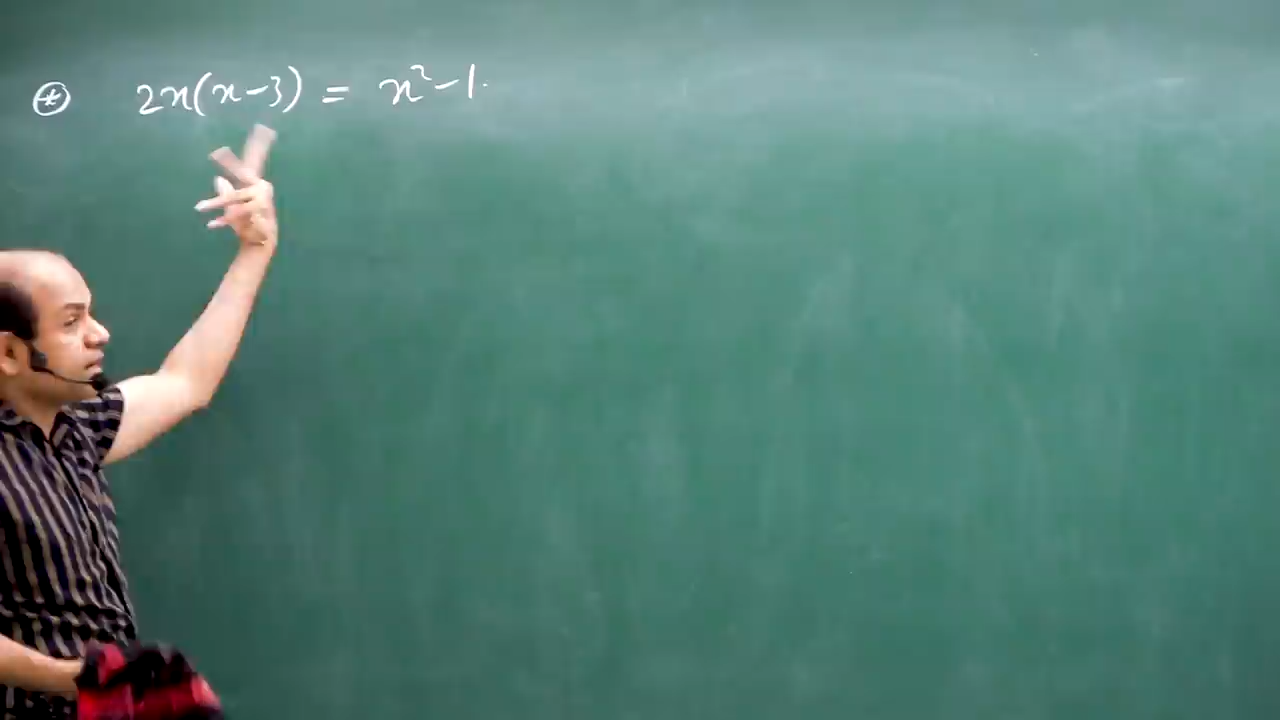 ⊛ 2x(x-3) = x²-1.